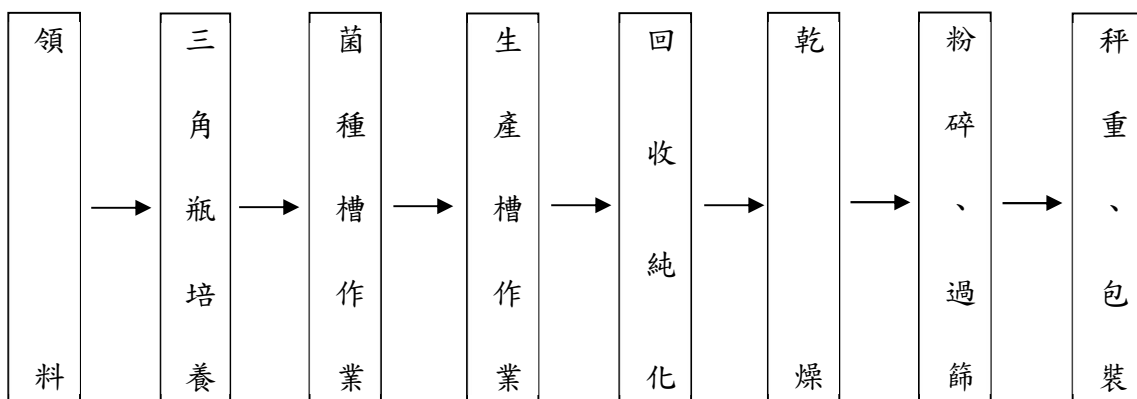 領料
三角瓶培養
菌種槽作業
生產槽作業
回收純化
乾燥
粉碎、過篩
秤重、包裝